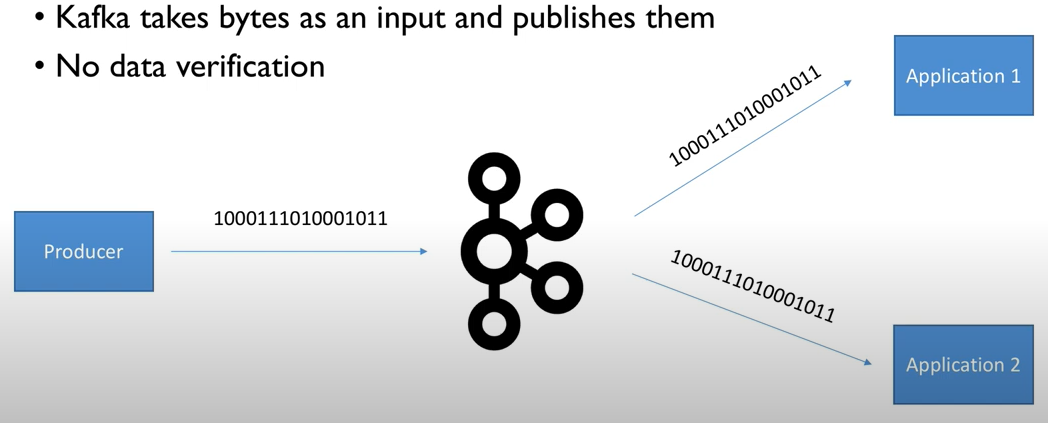 • Kafka takes bytes as an input and publishes them
• No data verification
Application 1
1000111010001011
1000111010001011
Producer
1000111010001011
Application 2